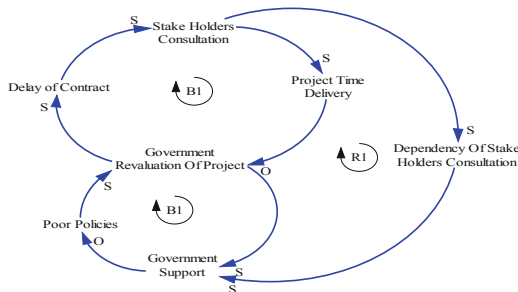 S
Stake Holders
Consultation
S
Delay of Contract
S
B1
Project Time
Delivery
S
Dependency Of Stake
Holders Consultation
R1
Government
Revaluation Of Project
O
S
B1
Poor Policies
O
Government
Support
S
S